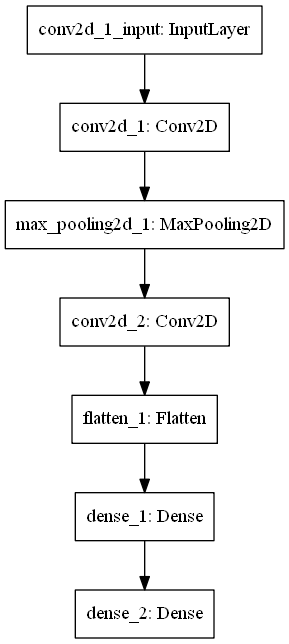 conv2d_1_input: InputLayer
conv2d_1: Conv2D
max_pooling2d_1: MaxPooling2D
conv2d_2: Conv2D
flatten_1: Flatten
dense_1: Dense
dense_2: Dense